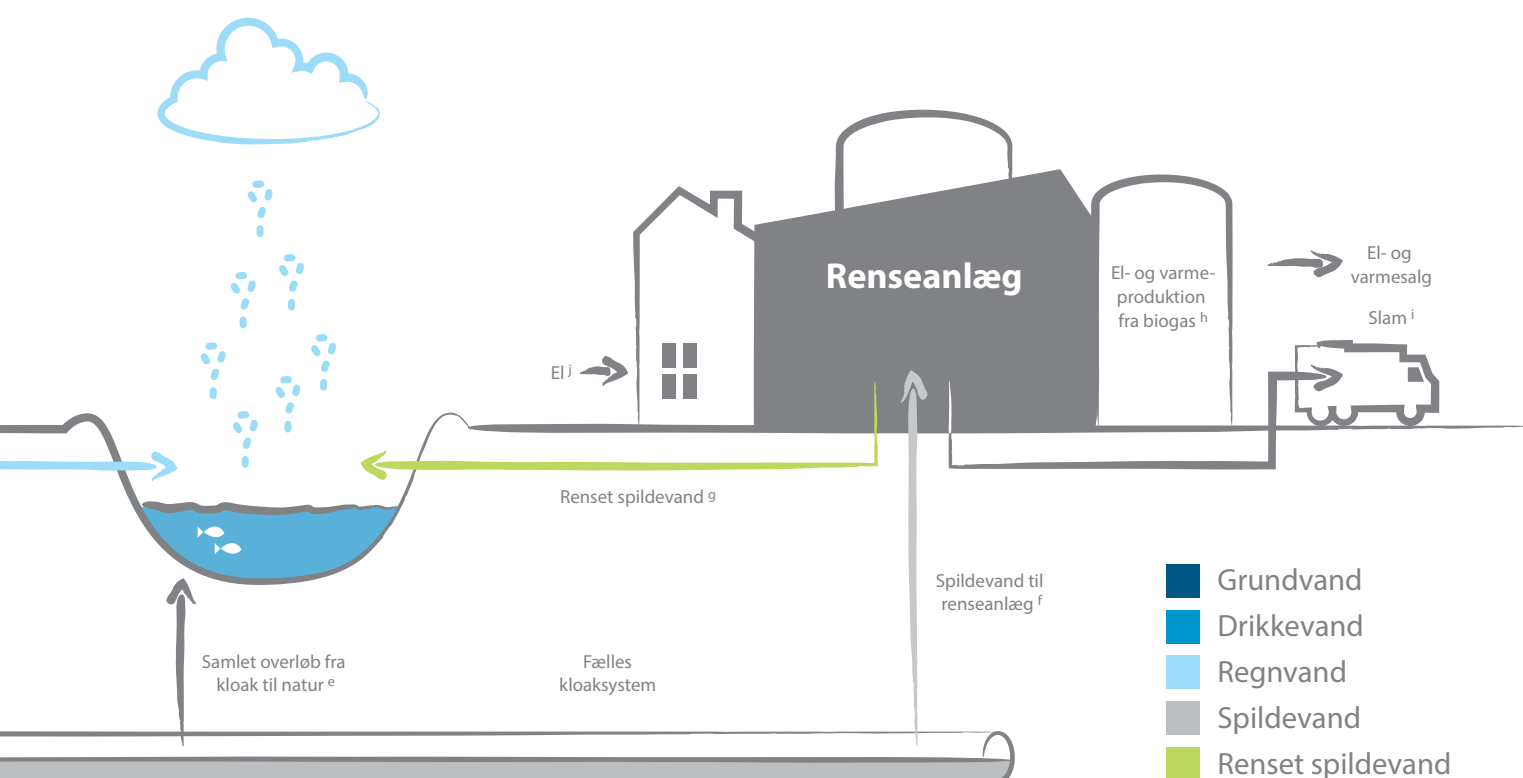 Renseanlæg
El- og varme-
produktion
fra biogas h
El- og
varmesalg
Slam i
El j
Renset spildevand g
Spildevand til
renseanlæg f
Samlet overløb fra
kloak til natur e
Fælles
kloaksystem
Grundvand
Drikkevand
Regnvand
Spildevand
Renset spildevand